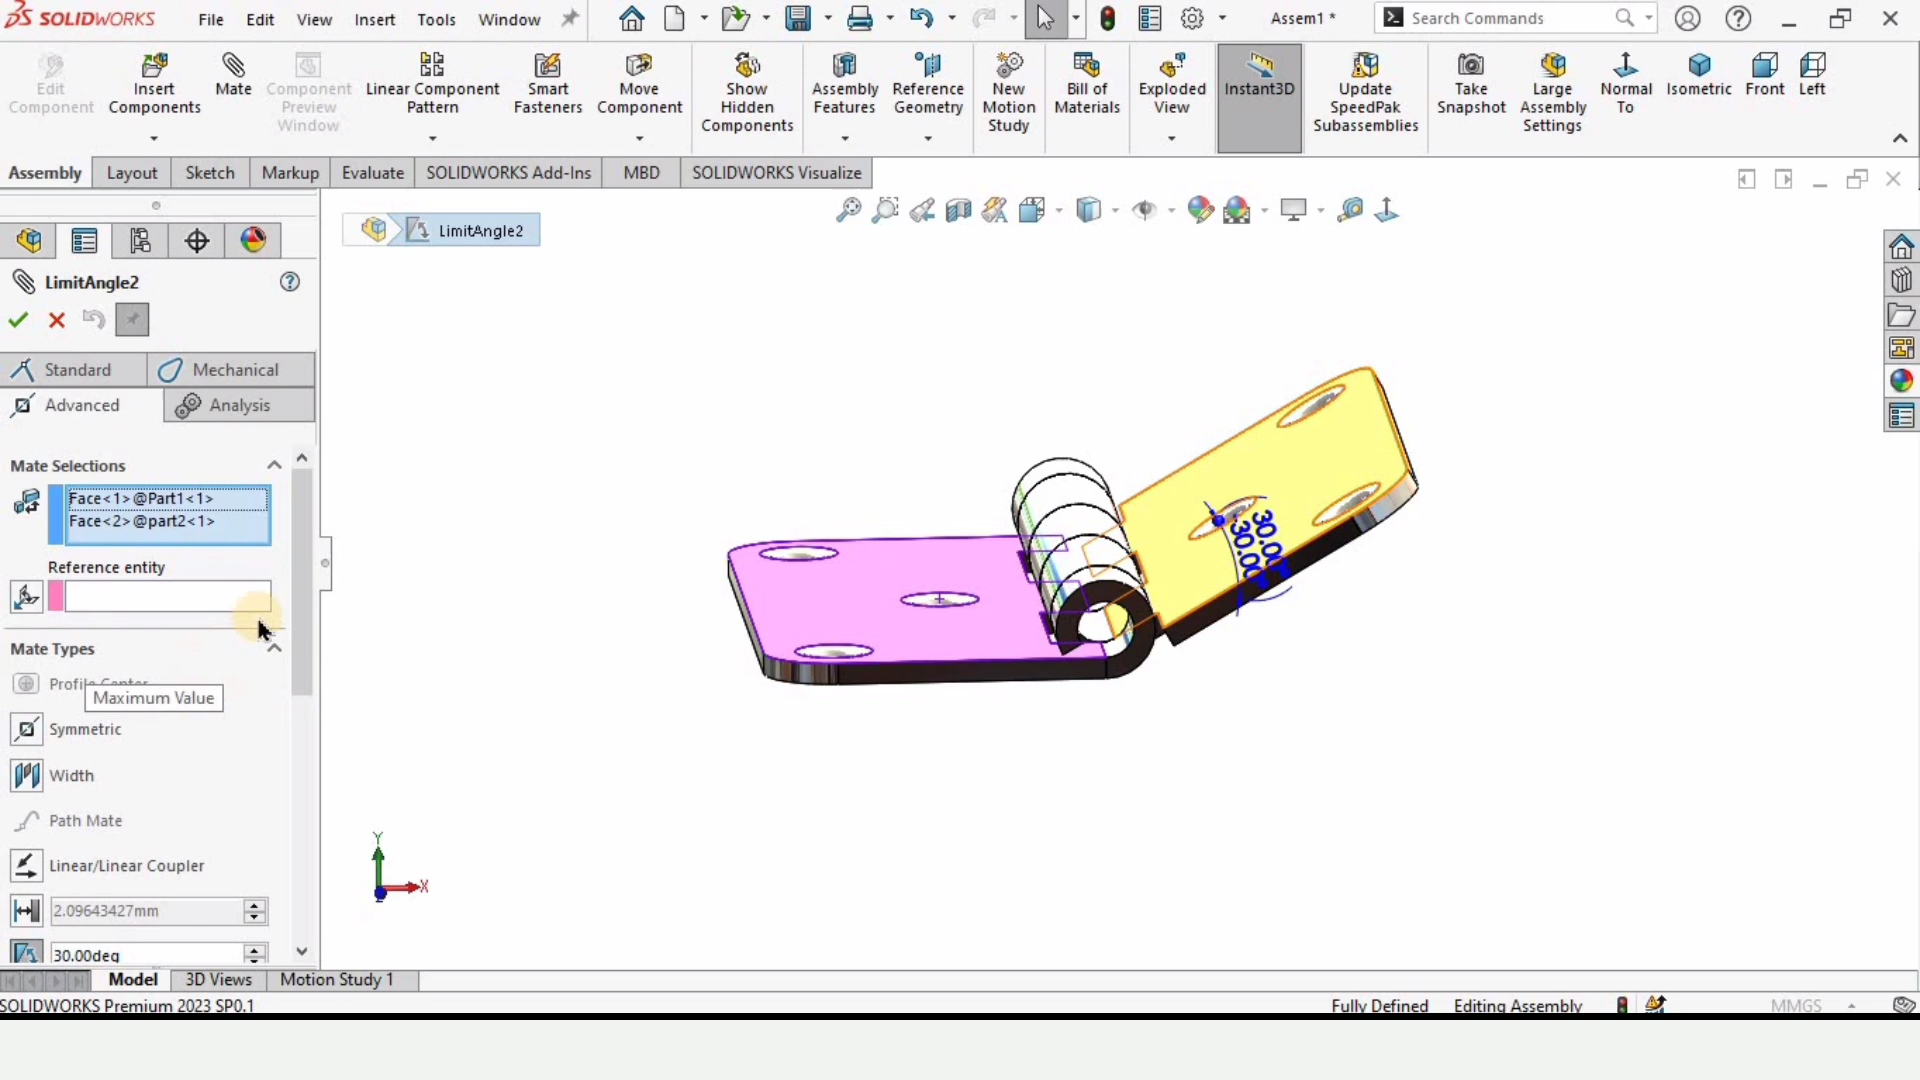 SOLIDWORKS File Edit View Insert Tools Window Assem1 * Search Commands
Edit Component
Insert Components
Mate
Component Preview Window
Linear Component Pattern
Smart Fasteners
Move Component
Show Hidden Components
Assembly Features
Reference Geometry
New Motion Study
Bill of Materials
Exploded View
Instant3D
Update SpeedPak Subassemblies
Take Snapshot
Large Assembly Settings
Normal To
Isometric
Front
Left
Assembly Layout Sketch Markup Evaluate SOLIDWORKS Add-Ins MBD SOLIDWORKS Visualize
LimitAngle2
LimitAngle2
Standard Mechanical
Advanced Analysis
Mate Selections
Face<1>@Part1<1>
Face<2>@part2<1>
Reference entity
Mate Types
Maximum Value
Symmetric
Width
Path Mate
Linear/Linear Coupler
2.09643427mm
30.00deg
Y
X
Model 3D Views Motion Study 1
SOLIDWORKS Premium 2023 SP0.1 Fully Defined Editing Assembly MMGS